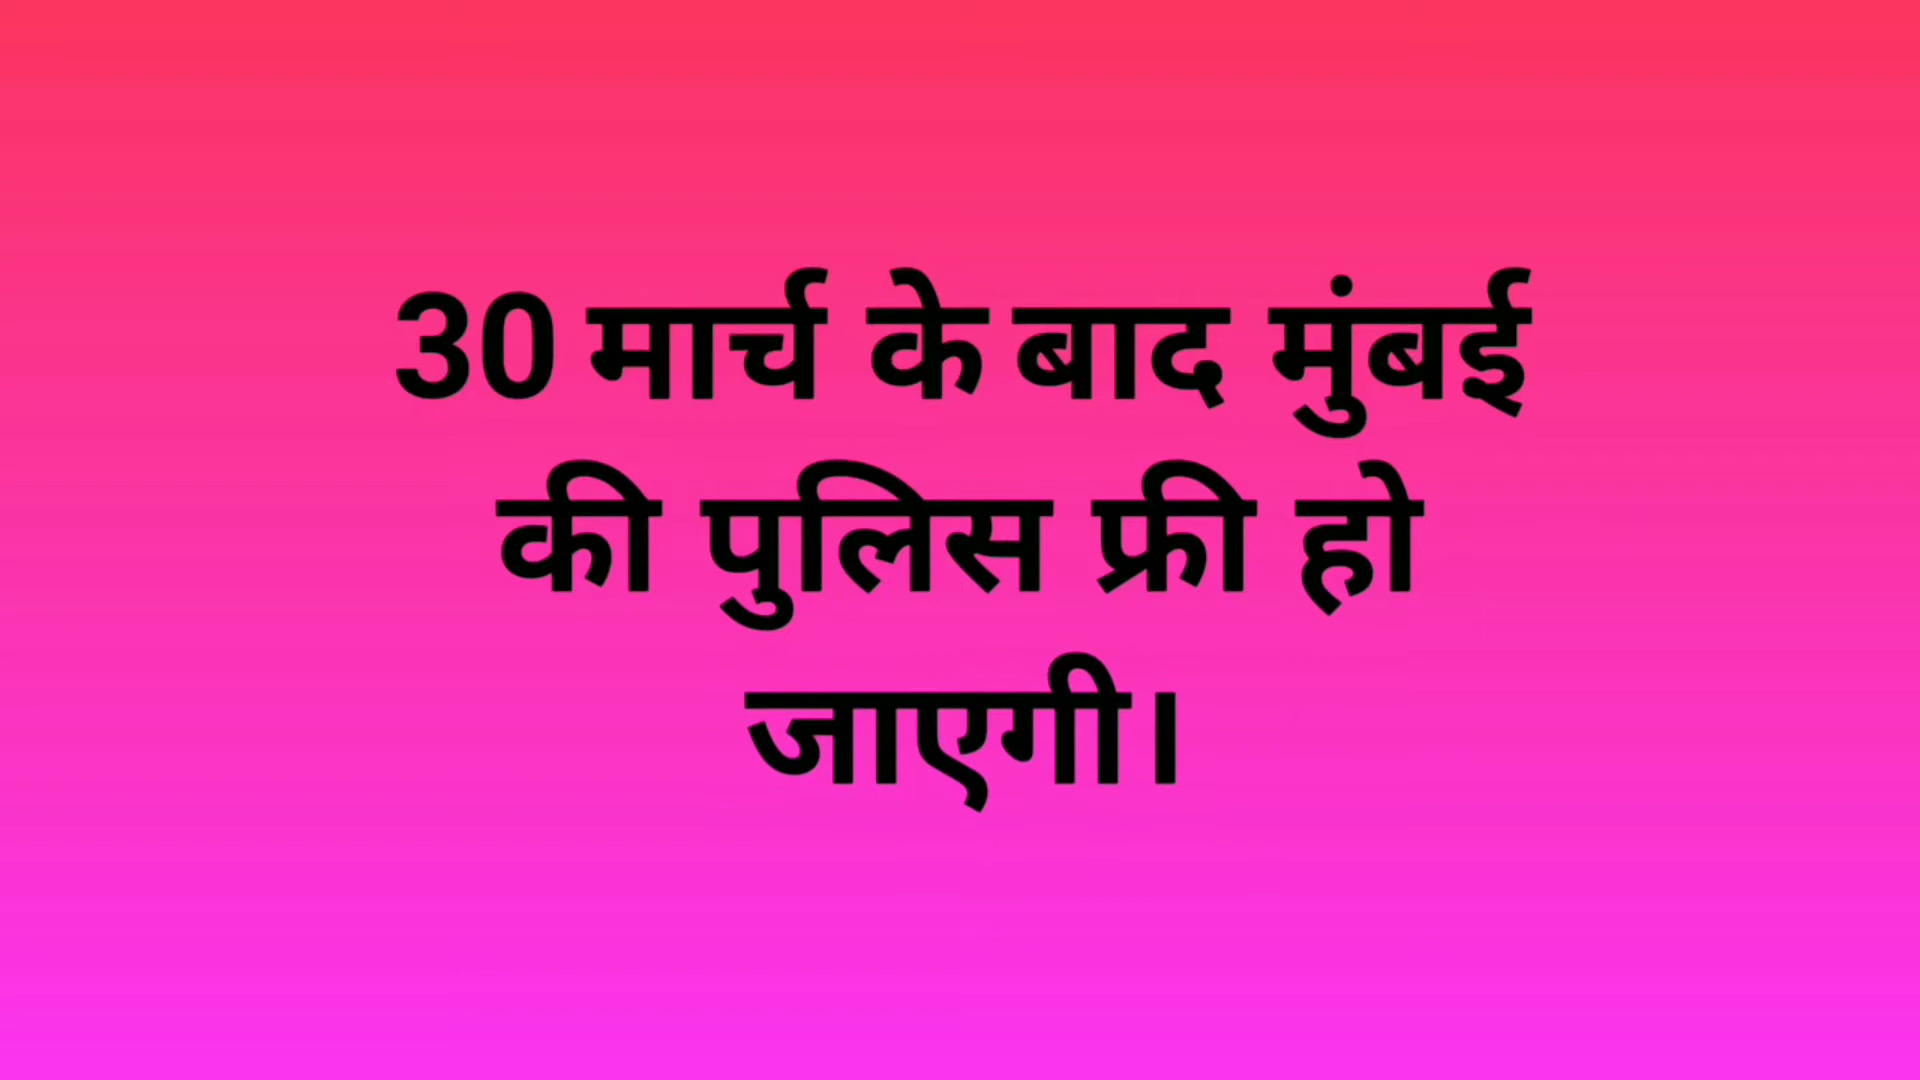 30 मार्च के बाद मुंबई
की पुलिस फ्री हो
जाएगी।